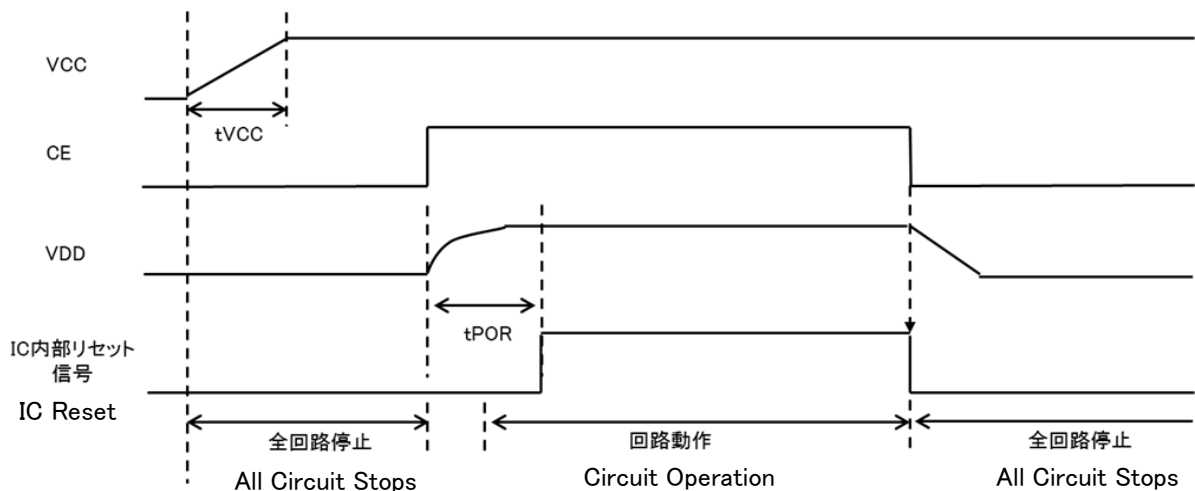 VCC
tVCC
CE
VDD
tPOR
IC内部リセット
信号
IC Reset
全回路停止
回路動作
全回路停止
All Circuit Stops
Circuit Operation
All Circuit Stops